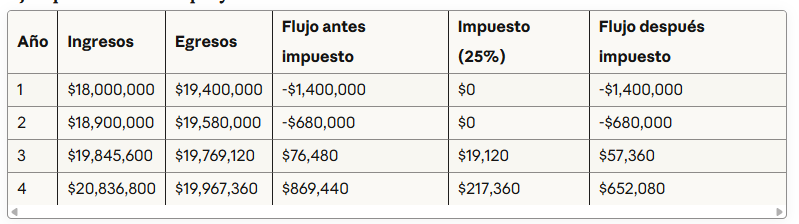 Año Ingresos Egresos Flujo antes impuesto Impuesto (25%) Flujo después impuesto
1 $18,000,000 $19,400,000 -$1,400,000 $0 -$1,400,000
2 $18,900,000 $19,580,000 -$680,000 $0 -$680,000
3 $19,845,600 $19,769,120 $76,480 $19,120 $57,360
4 $20,836,800 $19,967,360 $869,440 $217,360 $652,080